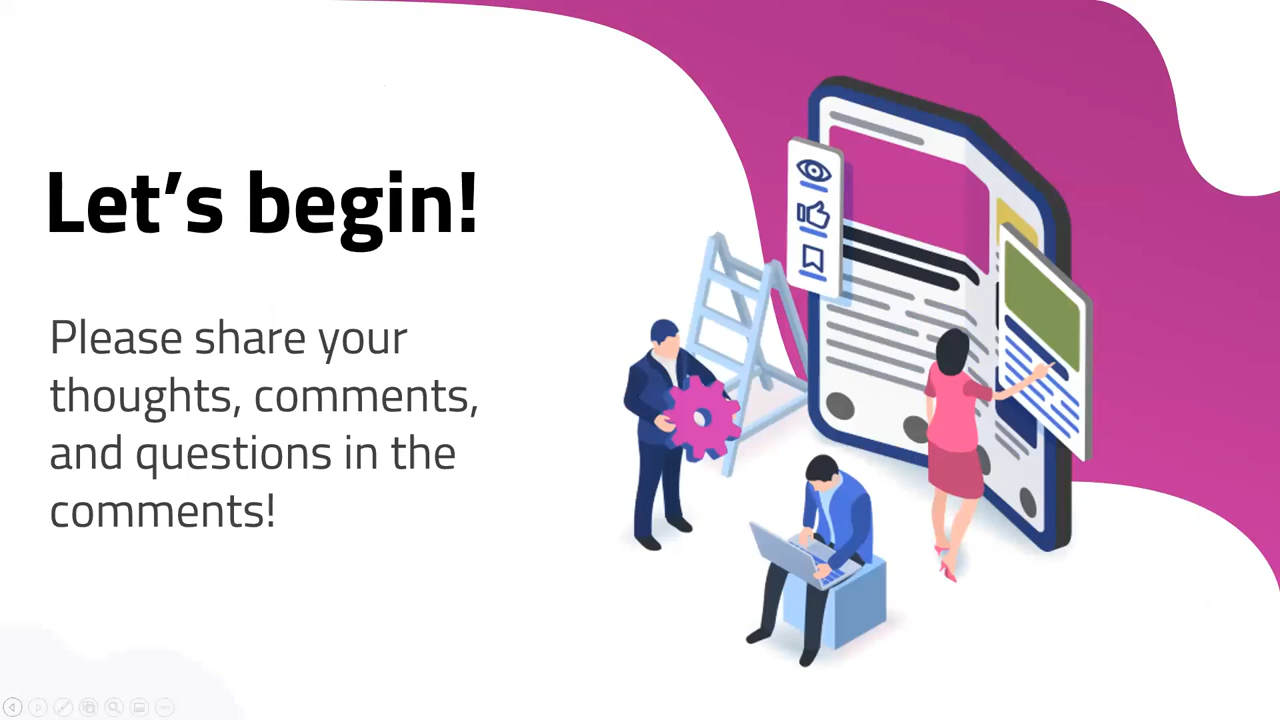 Let’s begin!
Please share your
thoughts, comments,
and questions in the
comments!